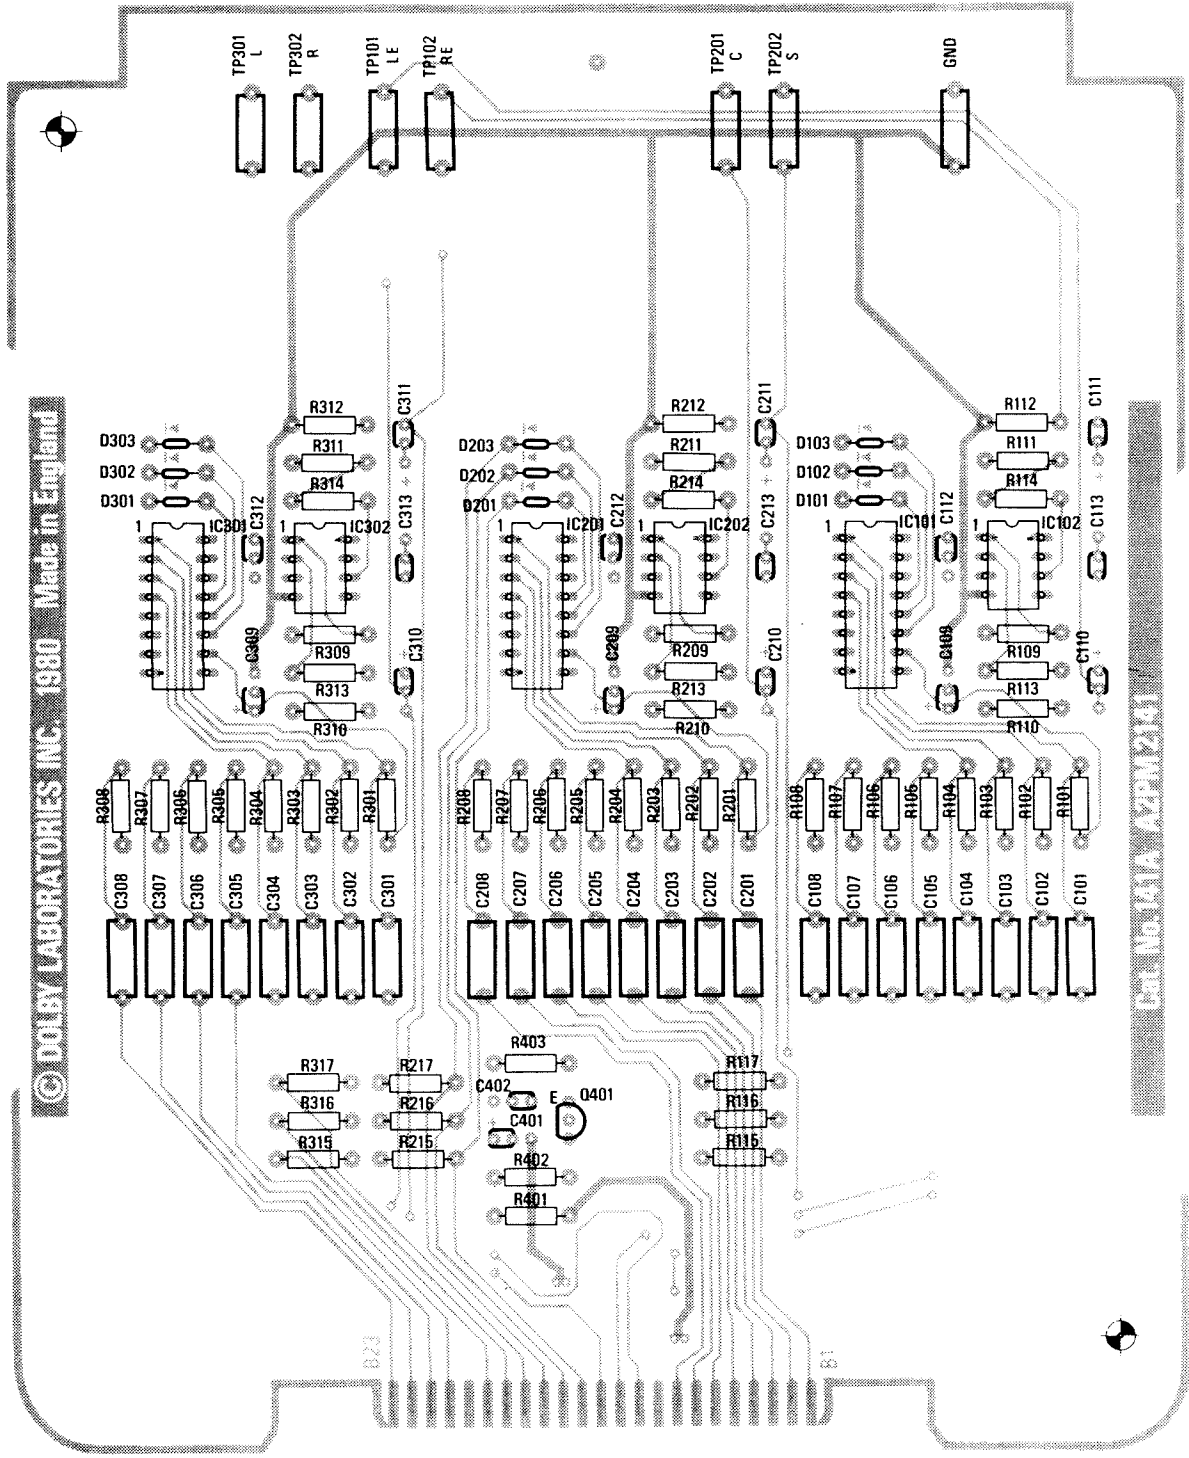 TP301
L
TP302
R
TP101
LE
TP102
RE
TP201
C
TP202
S
GND
© DOLBY LABORATORIES INC. 1980 Made in England
Cat. No.141A A2PM2141
D303
D302
D301
1
IC301
C312
R312
R311
R314
1
IC302
C311
C313
C309
R309
R313
R310
C310
D203
D202
D201
1
IC201
C212
R212
R211
R214
1
IC202
C211
C213
C209
R209
R213
R210
C210
D103
D102
D101
1
IC101
C112
R112
R111
R114
1
IC102
C111
C113
C109
R109
R113
R110
C110
R308
R307
R306
R305
R304
R303
R302
R301
R208
R207
R206
R205
R204
R203
R202
R201
R108
R107
R106
R105
R104
R103
R102
R101
C308
C307
C306
C305
C304
C303
C302
C301
C208
C207
C206
C205
C204
C203
C202
C201
C108
C107
C106
C105
C104
C103
C102
C101
R317
R316
R315
R217
R216
R215
R403
C402
E
Q401
C401
R402
R401
R117
R116
R115
B23
B1